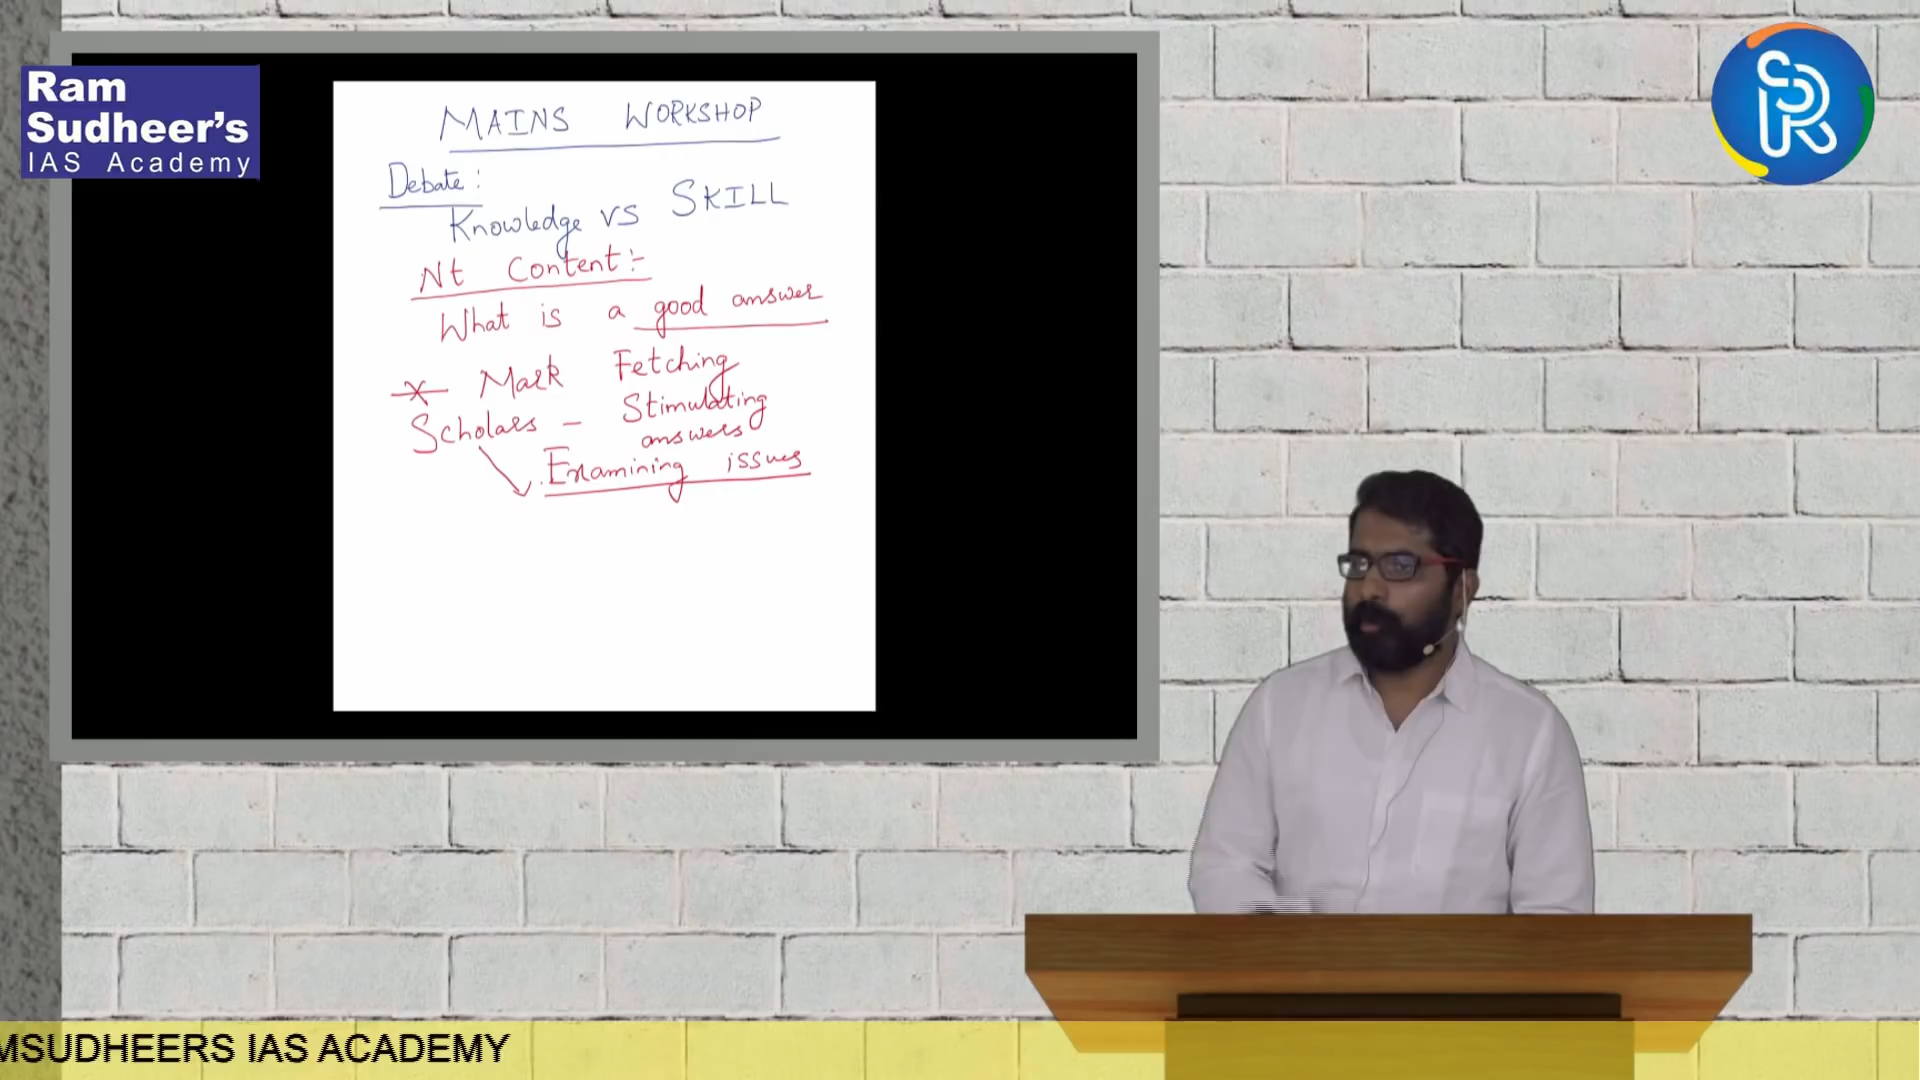 Ram
Sudheer's
IAS Academy
MAINS WORKSHOP
Debate:
Knowledge vs SKILL
Nt Content:-
What is a good answer
Mark Fetching
Scholars - Stimulating
answers
Examining issues
MSUDHEERS IAS ACADEMY